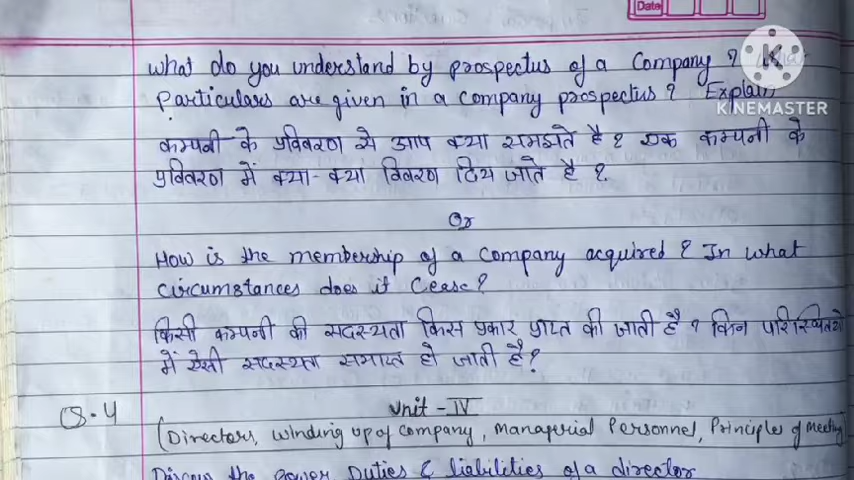 Date
What do you understand by prospectus of a Company ?
Particulars are given in a company prospectus ? Explain
KINEMASTER
कम्पनी के प्रविवरण से आप क्या समझते है ? एक कम्पनी के
प्रविवरण में क्या-क्या विवरण दिये जाते है ?
Or
How is the membership of a company acquired ? In what
circumstances does it Cease?
किसी कम्पनी की सदस्यता किस प्रकार प्राप्त की जाती है ? किन परिस्थितियो
में ऐसी सदस्यता समाप्त हो जाती है ?
Q.4 Unit - IV
(Directors, winding up of company, Managerial Personnel, Principles of Meeting)
Discuss the power Duties & liabilities of a director